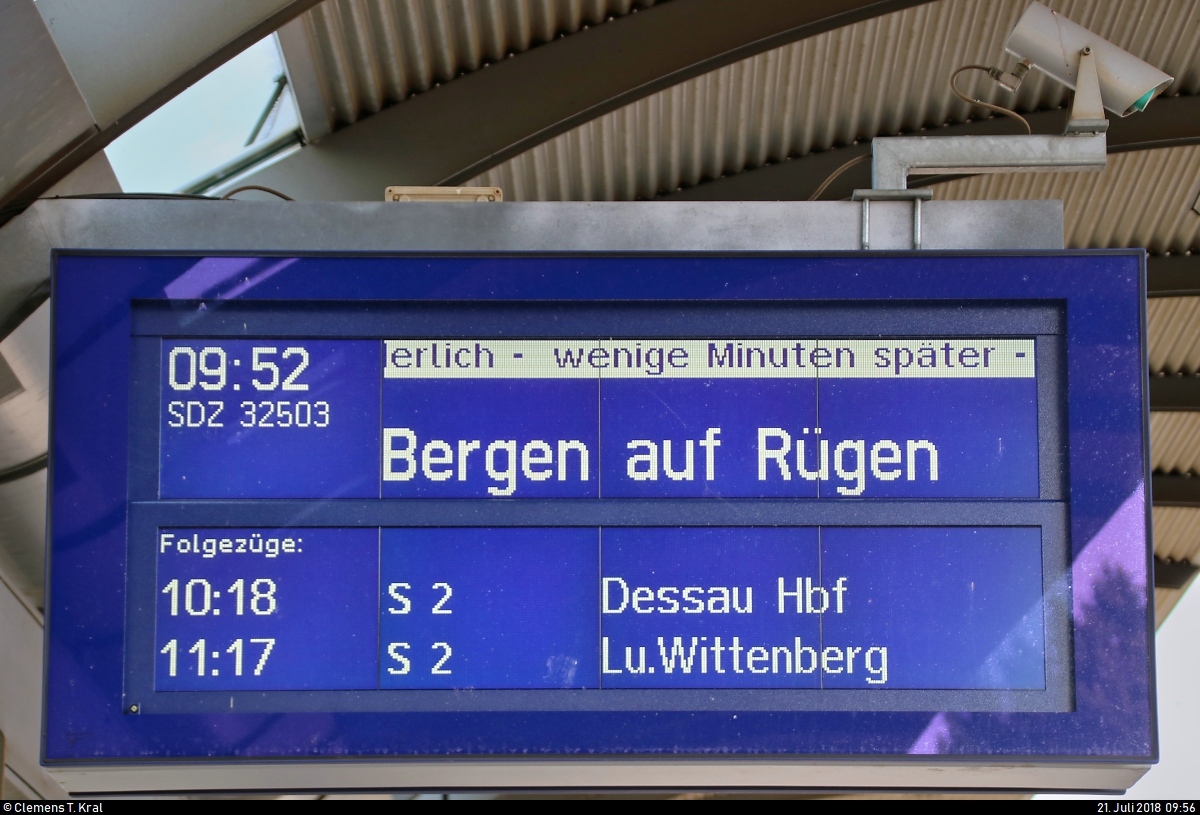 erlich - wenige Minuten später -
09:52
SDZ 32503
Bergen auf Rügen
Folgezüge:
10:18 S 2 Dessau Hbf
11:17 S 2 Lu.Wittenberg
© Clemens T. Kral
21. Juli 2018 09:56